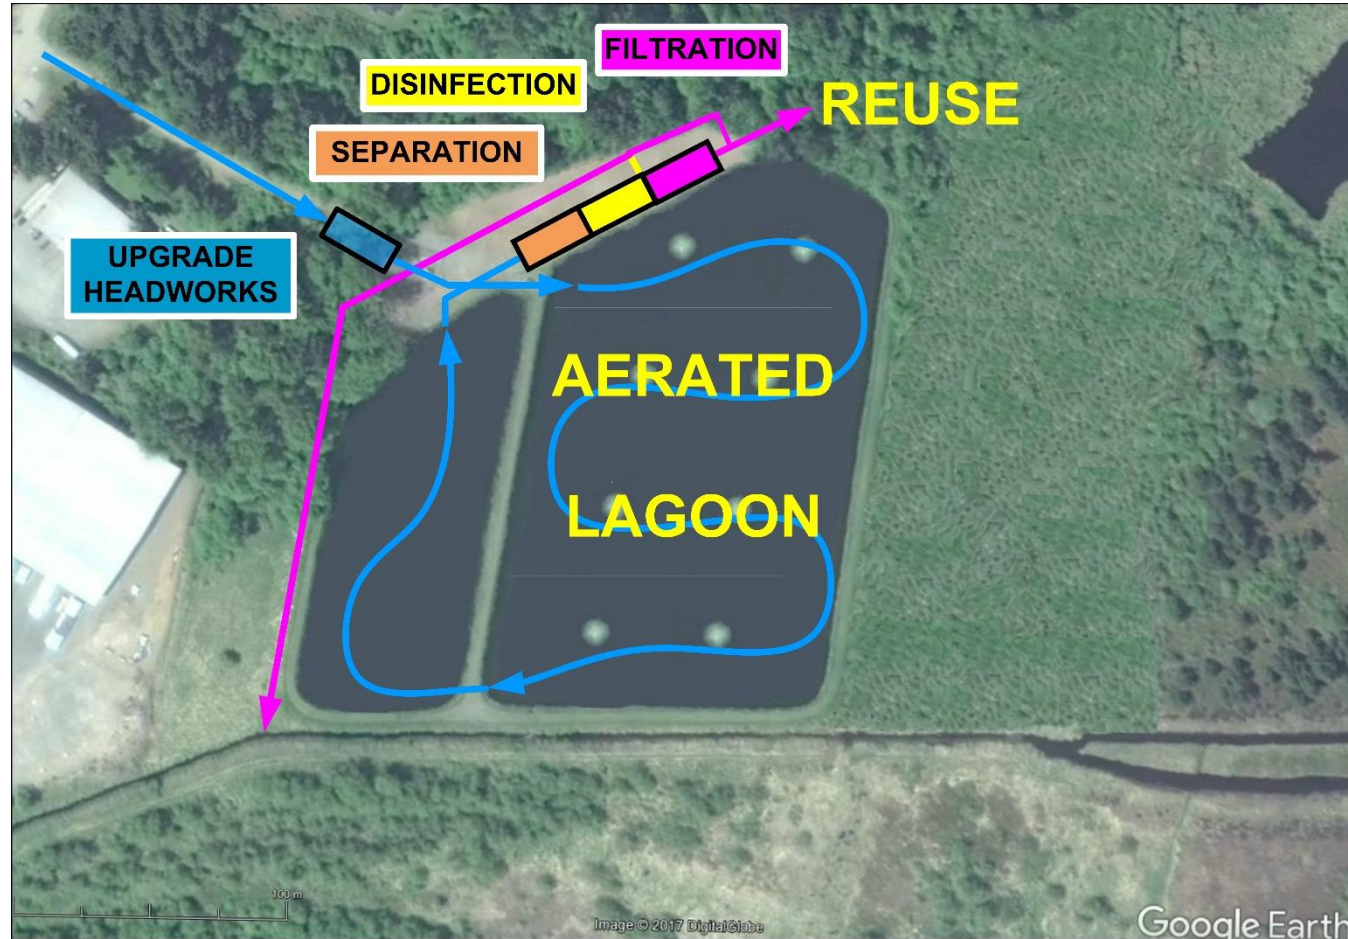 FILTRATION
DISINFECTION
REUSE
SEPARATION
UPGRADE
HEADWORKS
AERATED
LAGOON
100 m
Image © 2017 DigitalGlobe
Google Earth